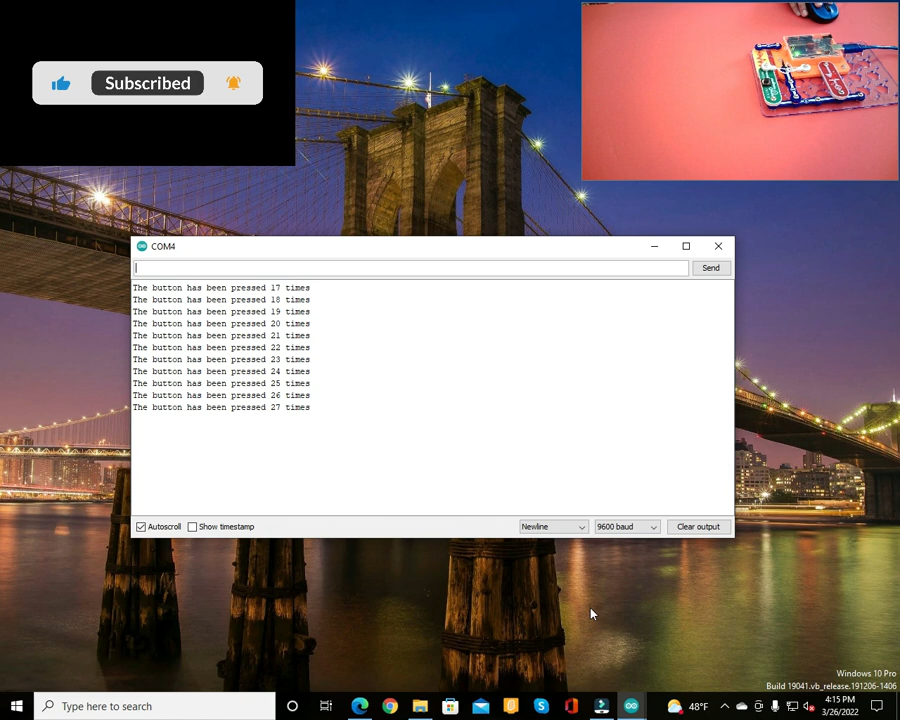 Subscribed
COM4
Send
The button has been pressed 17 times
The button has been pressed 18 times
The button has been pressed 19 times
The button has been pressed 20 times
The button has been pressed 21 times
The button has been pressed 22 times
The button has been pressed 23 times
The button has been pressed 24 times
The button has been pressed 25 times
The button has been pressed 26 times
The button has been pressed 27 times
Autoscroll
Show timestamp
Newline
9600 baud
Clear output
Windows 10 Pro
Build 19041.vb_release.191206-1406
Type here to search
48°F
4:15 PM
3/26/2022